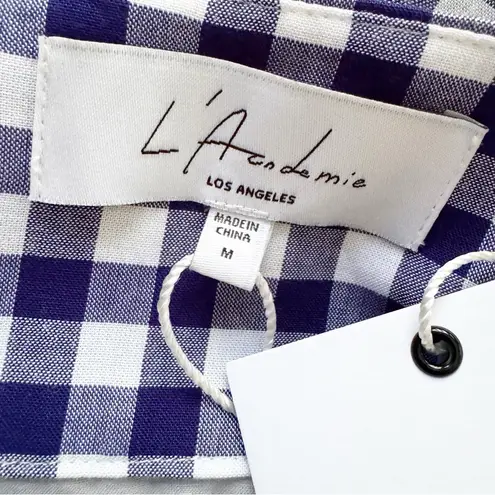 L'Academie
LOS ANGELES
MADE IN
CHINA
M